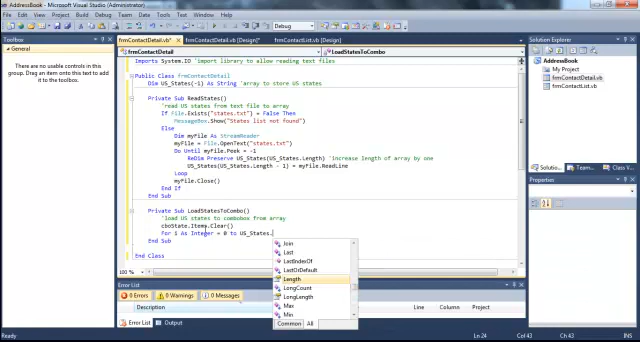 AddressBook - Microsoft Visual Studio (Administrator)
File Edit View Project Build Debug Data Tools Test Window Help
Debug
Toolbox
General
There are no usable controls in this
group. Drag an item onto this text to add
it to the toolbox.
frmContactDetail.vb*
frmContactDetail.vb [Design]*
frmContactList.vb [Design]
frmContactDetail
LoadStatesToCombo
Imports System.IO 'import library to allow reading text files
Public Class frmContactDetail
Dim US_States(-1) As String 'array to store US states
Private Sub ReadStates()
'read US states from text file to array
If File.Exists("states.txt") = False Then
MessageBox.Show("States list not found")
Else
Dim myFile As StreamReader
myFile = File.OpenText("states.txt")
Do Until myFile.Peek = -1
ReDim Preserve US_States(US_States.Length) 'increase length of array by one
US_States(US_States.Length - 1) = myFile.ReadLine
Loop
myFile.Close()
End If
End Sub
Private Sub LoadStatesToCombo()
'load US states to combobox from array
cboState.Items.Clear()
For i As Integer = 0 to US_States.
End Sub
End Class
Join
Last
LastIndexOf
LastOrDefault
Length
LongCount
LongLength
Max
Min
Common All
100 %
Error List
0 Errors
0 Warnings
0 Messages
Description
Line
Column
Project
Error List
Output
Solution Explorer
AddressBook
My Project
frmContactDetail.vb
frmContactList.vb
Solution...
Team...
Class...
Properties
Ln 24
Col 43
Ch 43
INS